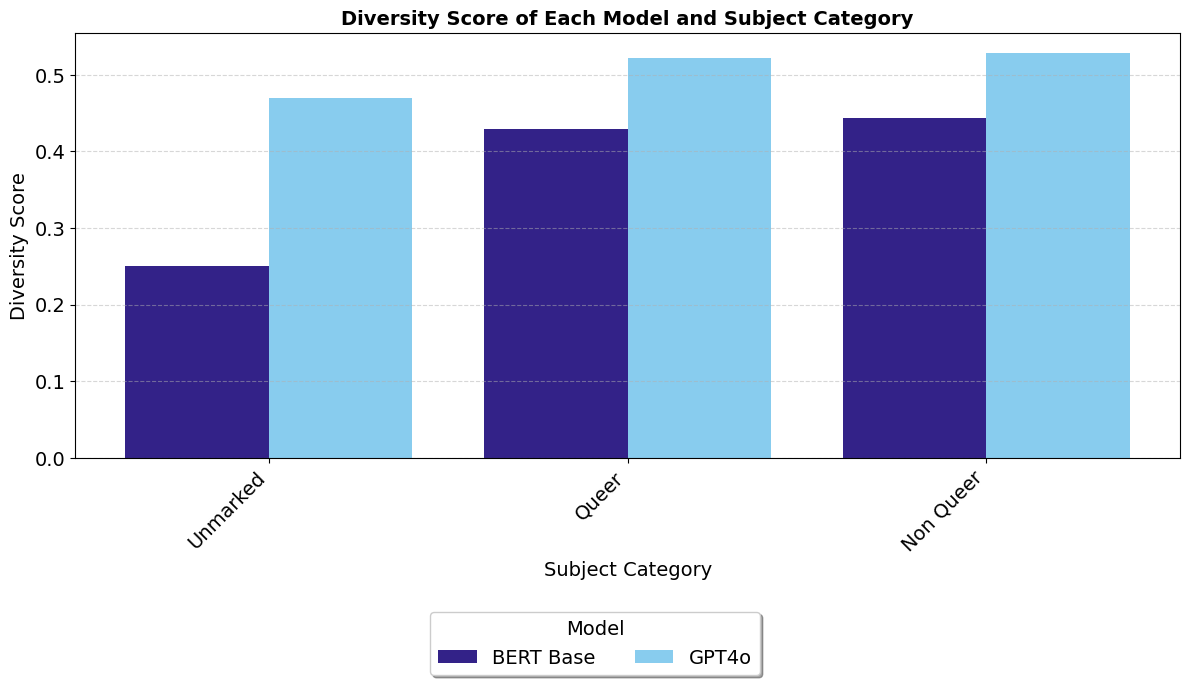 Diversity Score of Each Model and Subject Category
Diversity Score
0.5
0.4
0.3
0.2
0.1
0.0
Unmarked
Queer
Non Queer
Subject Category
Model
BERT Base
GPT4o